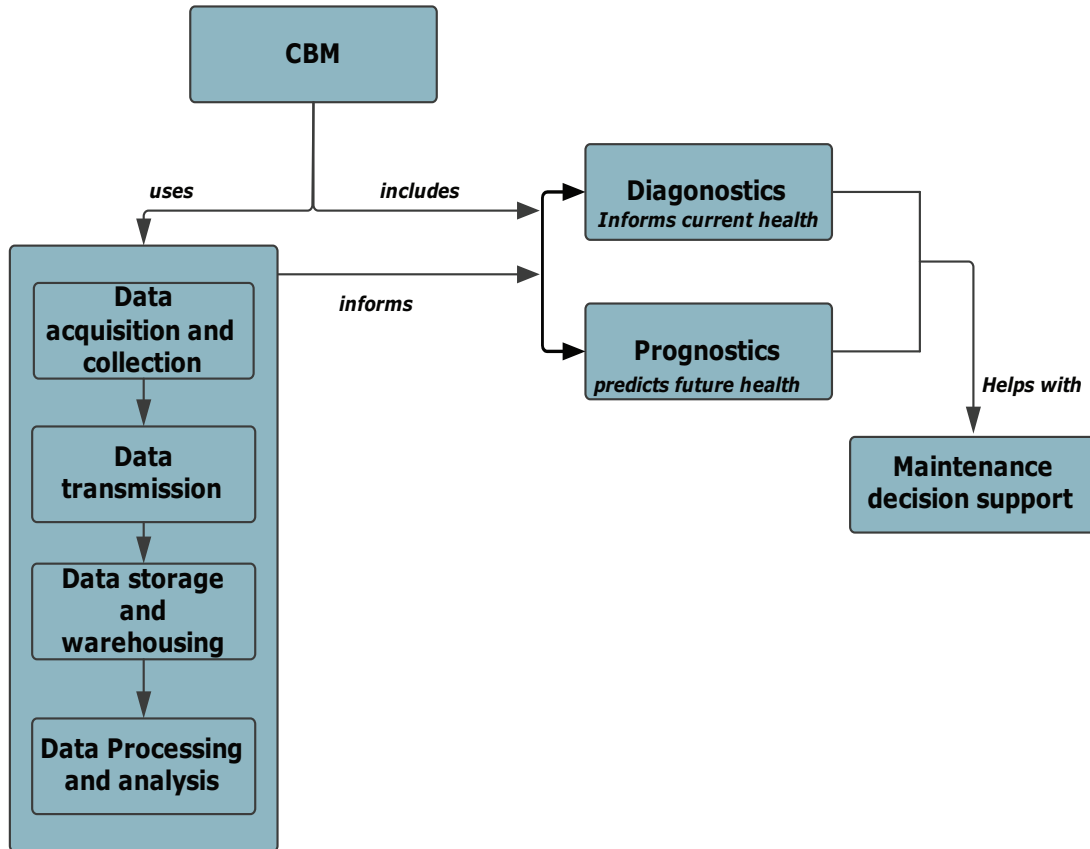 CBM
uses
includes
Diagonostics
Informs current health
informs
Data
acquisition and
collection
Prognostics
predicts future health
Helps with
Data
transmission
Maintenance
decision support
Data storage
and
warehousing
Data Processing
and analysis